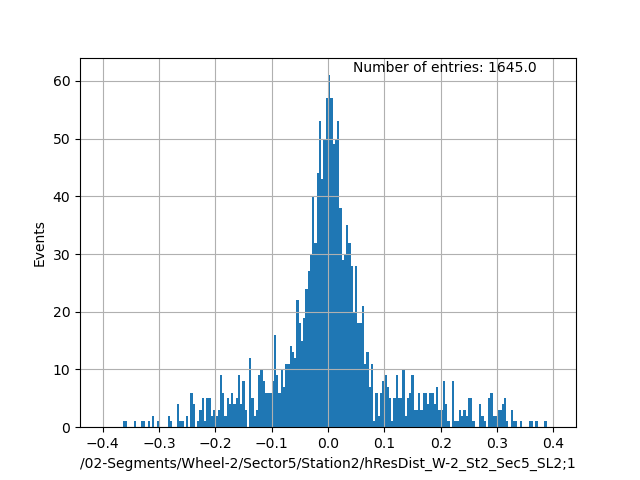 Number of entries: 1645.0
60
50
40
30
20
10
0
Events
−0.4 −0.3 −0.2 −0.1 0.0 0.1 0.2 0.3 0.4
/02-Segments/Wheel-2/Sector5/Station2/hResDist_W-2_St2_Sec5_SL2;1